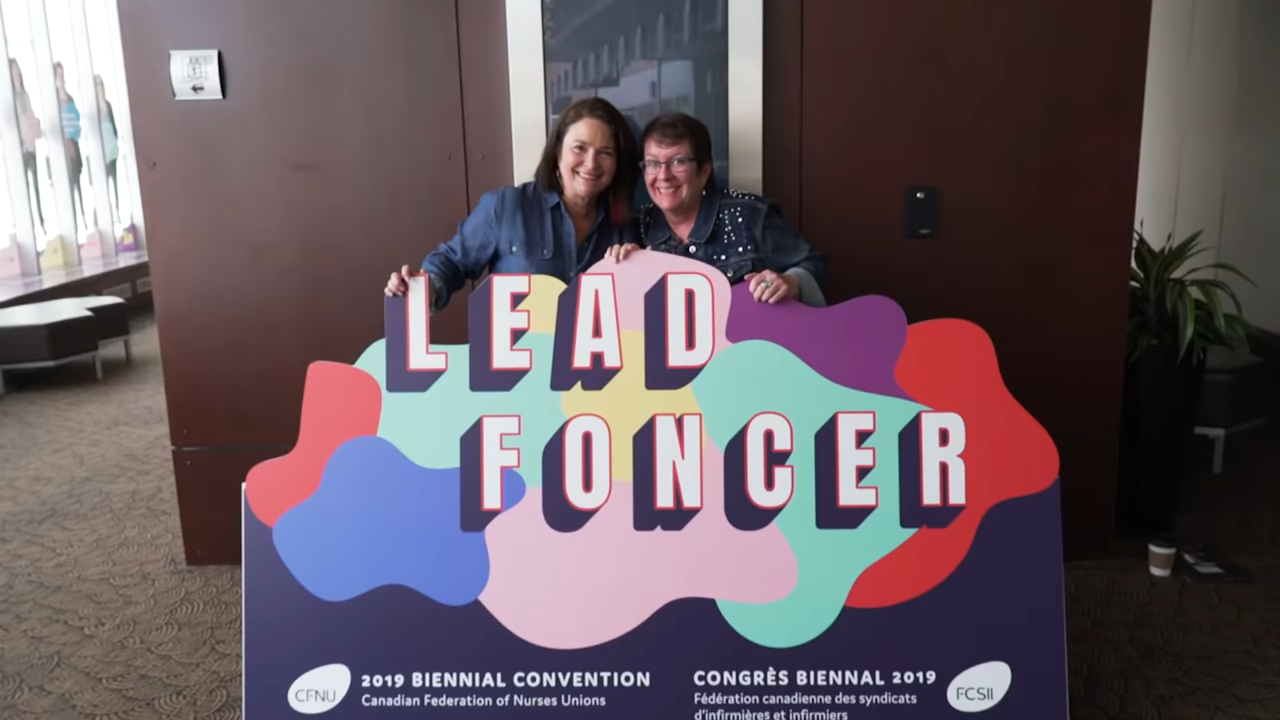 LEAD
FONCER
CFNU
2019 BIENNIAL CONVENTION
Canadian Federation of Nurses Unions
CONGRÈS BIENNAL 2019
Fédération canadienne des syndicats
d'infirmières et infirmiers
FCSII